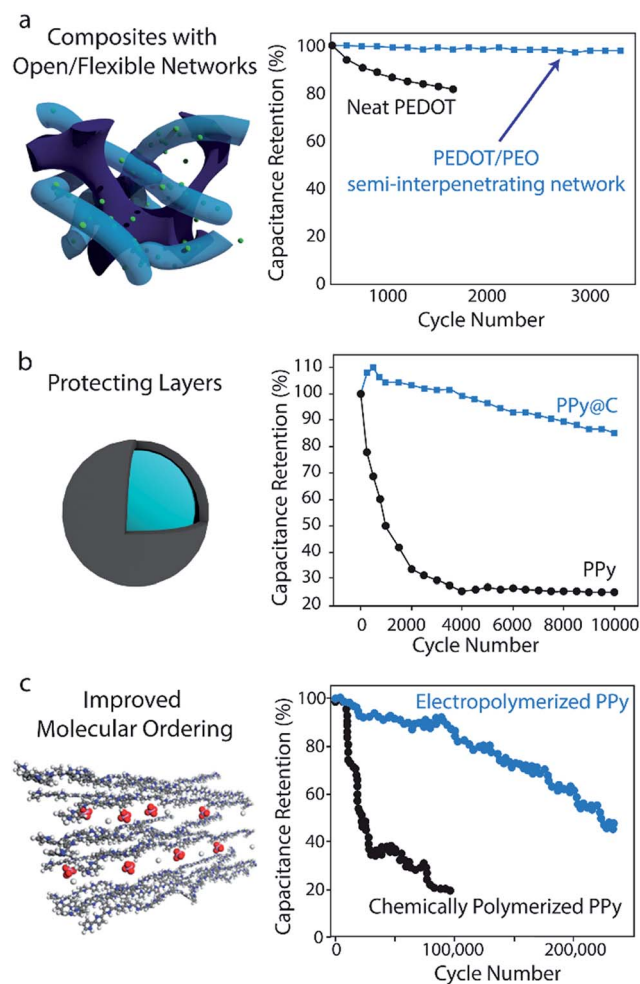 a
Composites with
Open/Flexible Networks
Capacitance Retention (%)
100
80
60
40
20
0
Neat PEDOT
PEDOT/PEO
semi-interpenetrating network
1000
2000
3000
Cycle Number
b
Protecting Layers
Capacitance Retention (%)
110
100
90
80
70
60
50
40
30
20
PPy@C
PPy
0
2000
4000
6000
8000
10000
Cycle Number
c
Improved
Molecular Ordering
Capacitance Retention (%)
100
80
60
40
20
0
Electropolymerized PPy
Chemically Polymerized PPy
0
100,000
200,000
Cycle Number